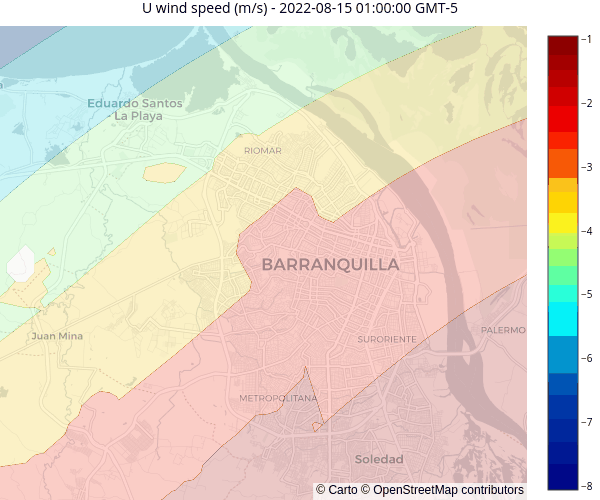 U wind speed (m/s) - 2022-08-15 01:00:00 GMT-5
Eduardo Santos
La Playa
RIOMAR
BARRANQUILLA
Juan Mina
SURORIENTE
PALERMO
METROPOLITANA
Soledad
© Carto © OpenStreetMap contributors
−1
−2
−3
−4
−5
−6
−7
−8